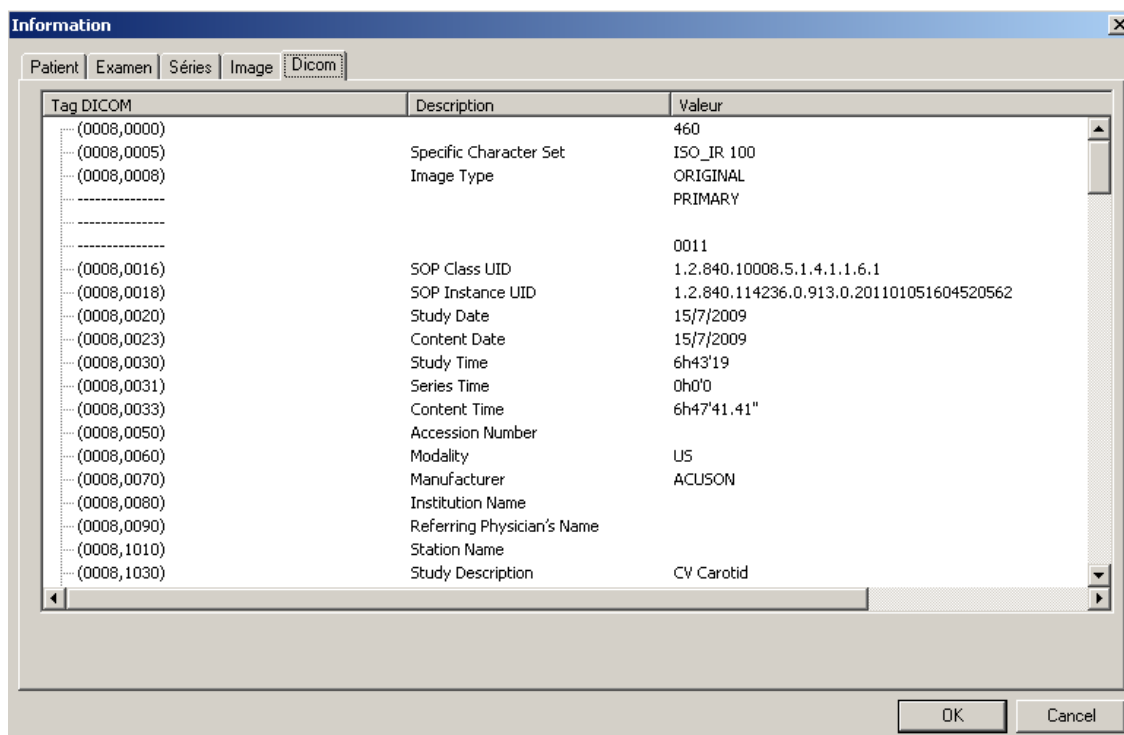 Information
Patient Examen Séries Image Dicom
Tag DICOM Description Valeur
(0008,0000) 460
(0008,0005) Specific Character Set ISO_IR 100
(0008,0008) Image Type ORIGINAL
--------------- PRIMARY
---------------
--------------- 0011
(0008,0016) SOP Class UID 1.2.840.10008.5.1.4.1.1.6.1
(0008,0018) SOP Instance UID 1.2.840.114236.0.913.0.201101051604520562
(0008,0020) Study Date 15/7/2009
(0008,0023) Content Date 15/7/2009
(0008,0030) Study Time 6h43'19
(0008,0031) Series Time 0h0'0
(0008,0033) Content Time 6h47'41.41"
(0008,0050) Accession Number
(0008,0060) Modality US
(0008,0070) Manufacturer ACUSON
(0008,0080) Institution Name
(0008,0090) Referring Physician's Name
(0008,1010) Station Name
(0008,1030) Study Description CV Carotid
OK Cancel